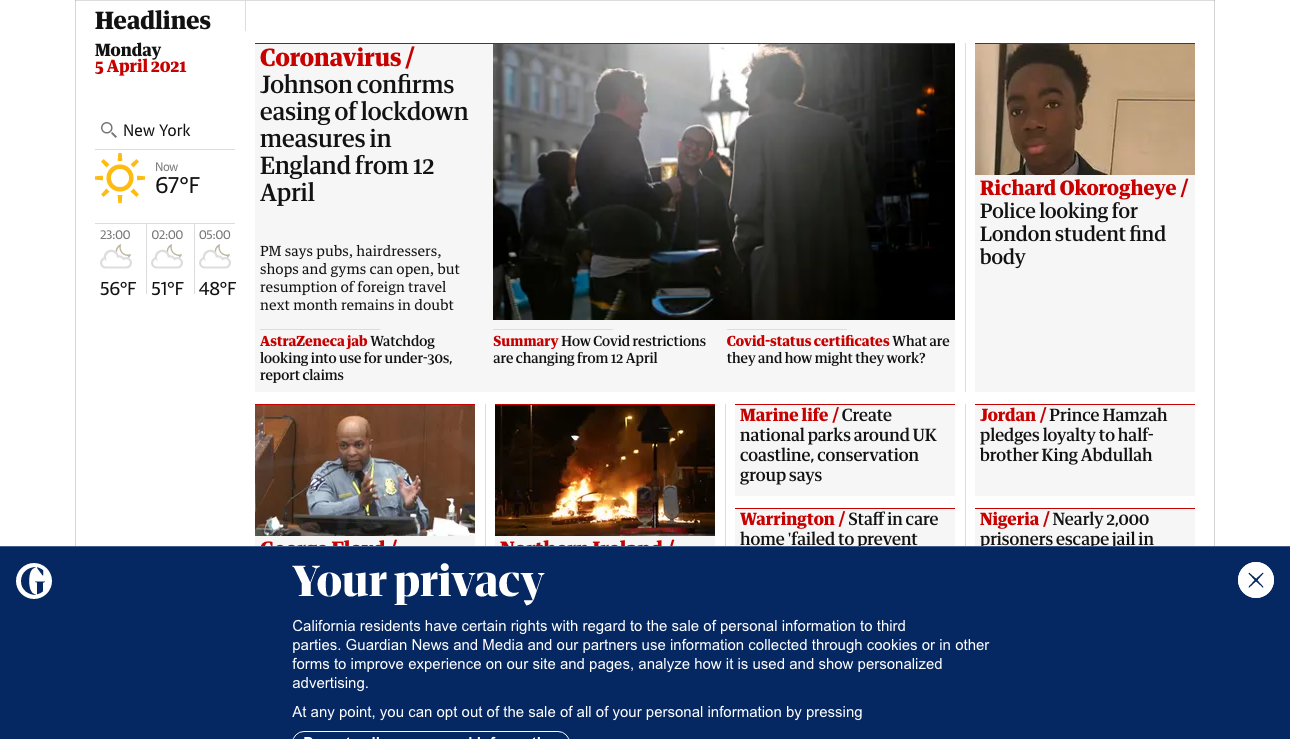 Headlines
Monday
5 April 2021
New York
Now
67°F
23:00
02:00
05:00
56°F
51°F
48°F
Coronavirus /
Johnson confirms
easing of lockdown
measures in
England from 12
April
PM says pubs, hairdressers,
shops and gyms can open, but
resumption of foreign travel
next month remains in doubt
AstraZeneca jab Watchdog
looking into use for under-30s,
report claims
Summary How Covid restrictions
are changing from 12 April
Covid-status certificates What are
they and how might they work?
Richard Okorogheye /
Police looking for
London student find
body
George Floyd /
Northern Ireland /
Marine life / Create
national parks around UK
coastline, conservation
group says
Jordan / Prince Hamzah
pledges loyalty to half-
brother King Abdullah
Warrington / Staff in care
home 'failed to prevent
Nigeria / Nearly 2,000
prisoners escape jail in
Your privacy
California residents have certain rights with regard to the sale of personal information to third
parties. Guardian News and Media and our partners use information collected through cookies or in other
forms to improve experience on our site and pages, analyze how it is used and show personalized
advertising.
At any point, you can opt out of the sale of all of your personal information by pressing